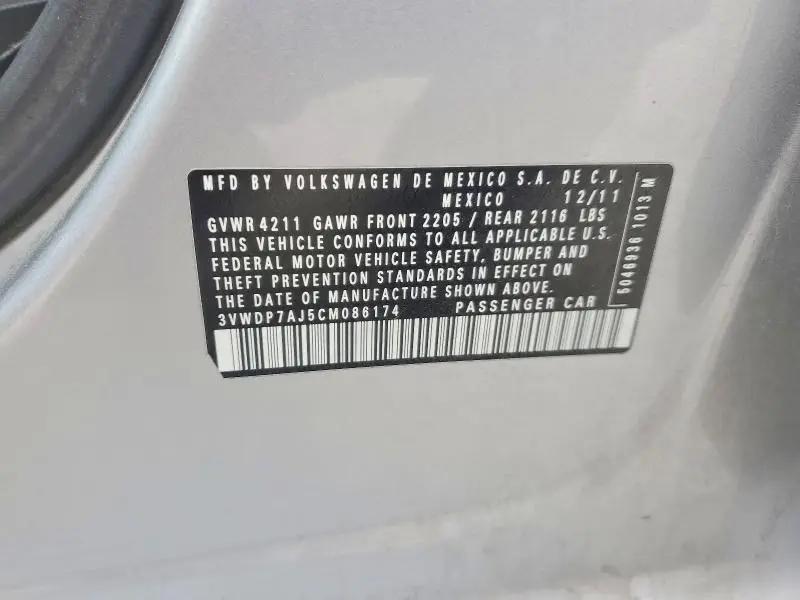 MFD BY VOLKSWAGEN DE MEXICO S.A. DE C.V.
MEXICO 12/11
GVWR 4211 GAWR FRONT 2205 / REAR 2116 LBS
THIS VEHICLE CONFORMS TO ALL APPLICABLE U.S.
FEDERAL MOTOR VEHICLE SAFETY, BUMPER AND
THEFT PREVENTION STANDARDS IN EFFECT ON
THE DATE OF MANUFACTURE SHOWN ABOVE.
3VWDP7AJ5CM086174 PASSENGER CAR
5046936 1013 M